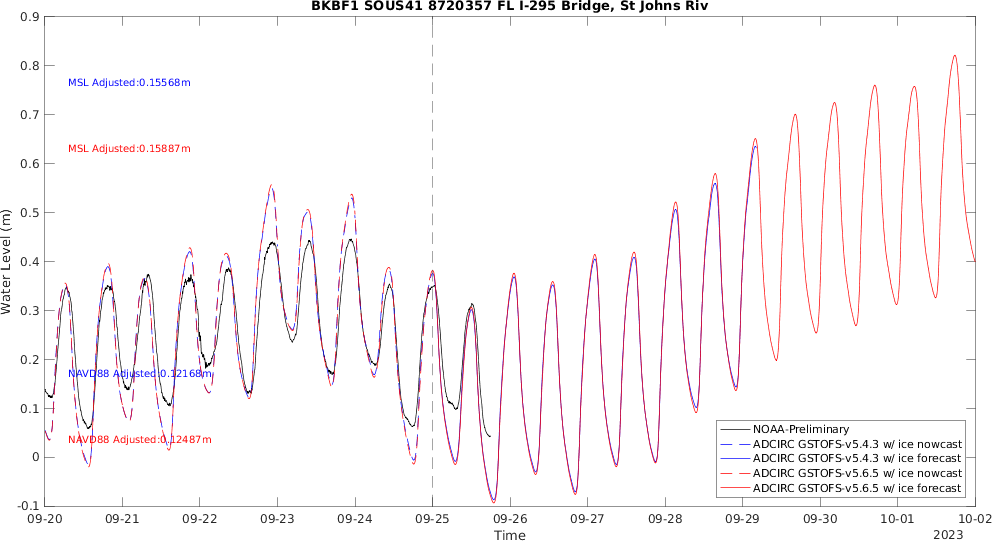 BKBF1 SOUS41 8720357 FL I-295 Bridge, St Johns Riv
0.9
0.8
0.7
0.6
0.5
0.4
0.3
0.2
0.1
0
-0.1
Water Level (m)
MSL Adjusted:0.15568m
MSL Adjusted:0.15887m
NAVD88 Adjusted:0.12168m
NAVD88 Adjusted:0.12487m
NOAA-Preliminary
ADCIRC GSTOFS-v5.4.3 w/ ice nowcast
ADCIRC GSTOFS-v5.4.3 w/ ice forecast
ADCIRC GSTOFS-v5.6.5 w/ ice nowcast
ADCIRC GSTOFS-v5.6.5 w/ ice forecast
09-20 09-21 09-22 09-23 09-24 09-25 09-26 09-27 09-28 09-29 09-30 10-01 10-02
Time
2023